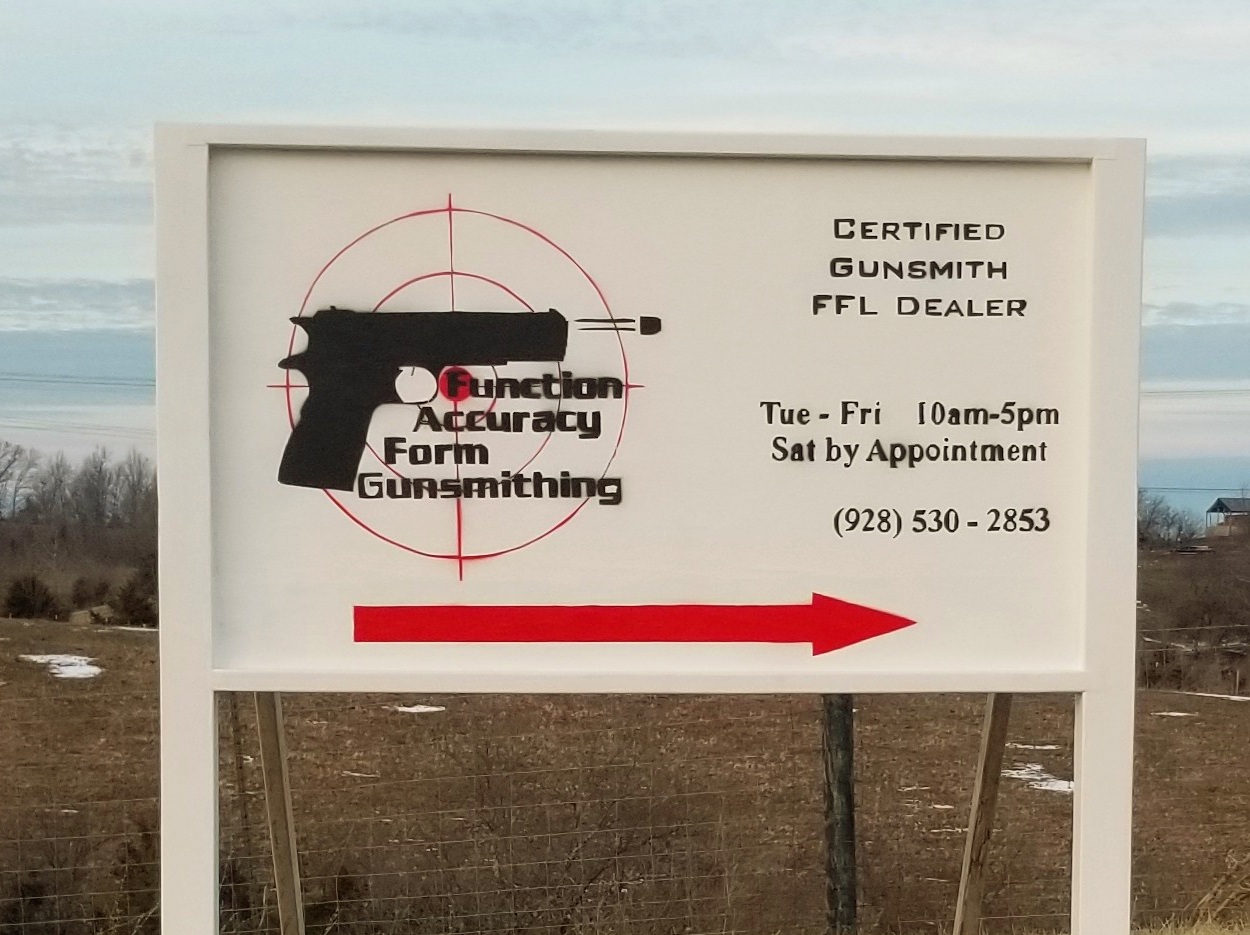 Function
Accuracy
Form
Gunsmithing
CERTIFIED
GUNSMITH
FFL DEALER
Tue - Fri 10am-5pm
Sat by Appointment
(928) 530 - 2853